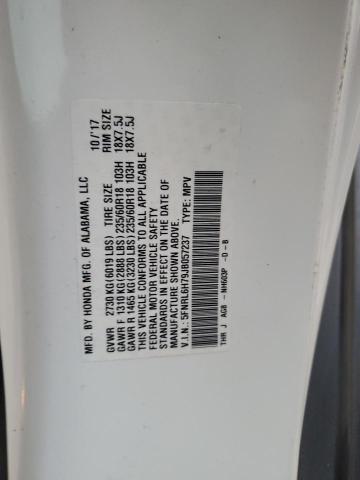 MFD. BY HONDA MFG. OF ALABAMA, LLC 10/'17
GVWR 2730 KG (6019 LBS) TIRE SIZE RIM SIZE
GAWR F 1310 KG (2888 LBS) 235/60R18 103H 18X7.5J
GAWR R 1465 KG (3230 LBS) 235/60R18 103H 18X7.5J
THIS VEHICLE CONFORMS TO ALL APPLICABLE
FEDERAL MOTOR VEHICLE SAFETY
STANDARDS IN EFFECT ON THE DATE OF
MANUFACTURE SHOWN ABOVE.
V.I.N.: 5FNRL6H79JB057237 TYPE: MPV
THR J AGB - NH603P -D -B